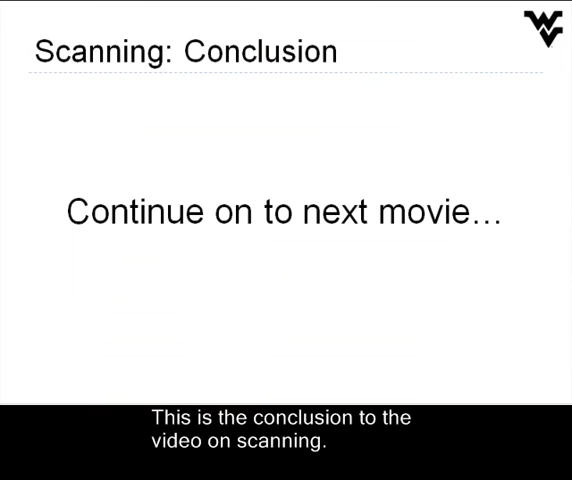 Scanning: Conclusion
Continue on to next movie...
This is the conclusion to the
video on scanning.